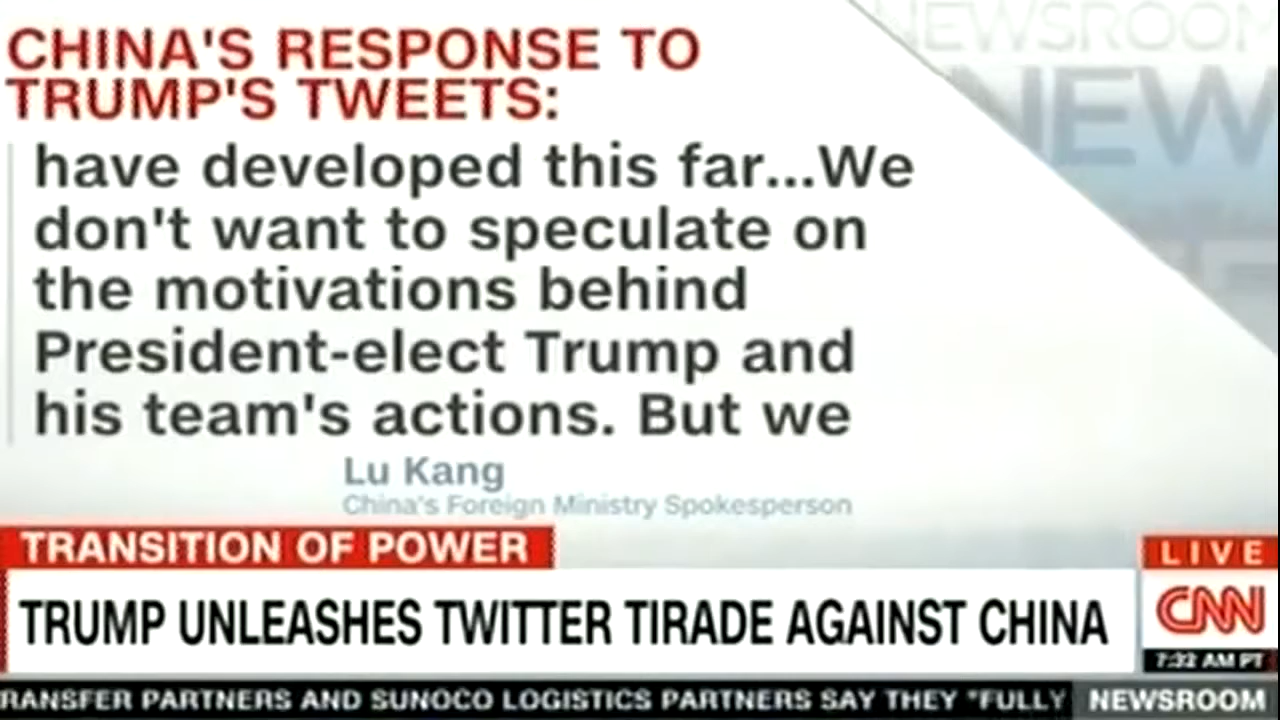 NEWSROOM
NEW
CHINA'S RESPONSE TO
TRUMP'S TWEETS:
have developed this far...We
don't want to speculate on
the motivations behind
President-elect Trump and
his team's actions. But we
Lu Kang
China's Foreign Ministry Spokesperson
TRANSITION OF POWER
LIVE
TRUMP UNLEASHES TWITTER TIRADE AGAINST CHINA
CNN
7:32 AM PT
RANSFER PARTNERS AND SUNOCO LOGISTICS PARTNERS SAY THEY "FULLY
NEWSROOM